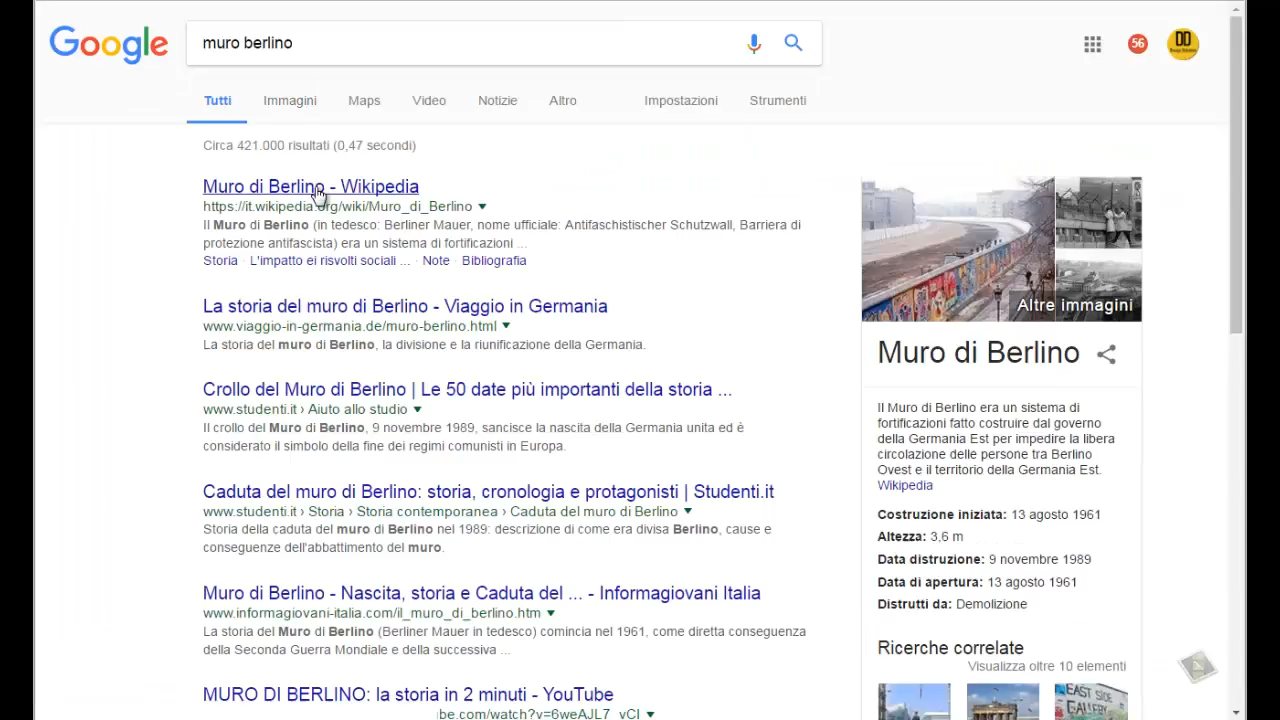 Google
muro berlino
56
DD
Tutti Immagini Maps Video Notizie Altro Impostazioni Strumenti
Circa 421.000 risultati (0,47 secondi)
Muro di Berlino - Wikipedia
https://it.wikipedia.org/wiki/Muro_di_Berlino
Il Muro di Berlino (in tedesco: Berliner Mauer, nome ufficiale: Antifaschistischer Schutzwall, Barriera di
protezione antifascista) era un sistema di fortificazioni ...
Storia · L'impatto ei risvolti sociali ... · Note · Bibliografia
La storia del muro di Berlino - Viaggio in Germania
www.viaggio-in-germania.de/muro-berlino.html
La storia del muro di Berlino, la divisione e la riunificazione della Germania.
Crollo del Muro di Berlino | Le 50 date più importanti della storia ...
www.studenti.it › Aiuto allo studio
Il crollo del Muro di Berlino, 9 novembre 1989, sancisce la nascita della Germania unita ed è
considerato il simbolo della fine dei regimi comunisti in Europa.
Caduta del muro di Berlino: storia, cronologia e protagonisti | Studenti.it
www.studenti.it › Storia › Storia contemporanea › Caduta del muro di Berlino
Storia della caduta del muro di Berlino nel 1989: descrizione di come era divisa Berlino, cause e
conseguenze dell'abbattimento del muro.
Muro di Berlino - Nascita, storia e Caduta del ... - Informagiovani Italia
www.informagiovani-italia.com/il_muro_di_berlino.htm
La storia del Muro di Berlino (Berliner Mauer in tedesco) comincia nel 1961, come diretta conseguenza
della Seconda Guerra Mondiale e della successiva ...
MURO DI BERLINO: la storia in 2 minuti - YouTube
be.com/watch?v=6weAJL7_vCI
Altre immagini
Muro di Berlino
Il Muro di Berlino era un sistema di
fortificazioni fatto costruire dal governo
della Germania Est per impedire la libera
circolazione delle persone tra Berlino
Ovest e il territorio della Germania Est.
Wikipedia
Costruzione iniziata: 13 agosto 1961
Altezza: 3,6 m
Data distruzione: 9 novembre 1989
Data di apertura: 13 agosto 1961
Distrutti da: Demolizione
Ricerche correlate
Visualizza oltre 10 elementi
EAST SIDE
GALLERY